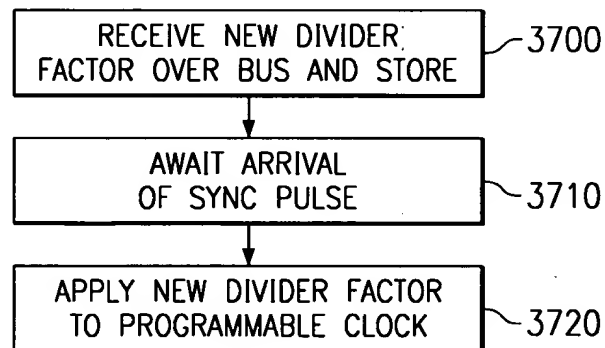 RECEIVE NEW DIVIDER
FACTOR OVER BUS AND STORE
3700
AWAIT ARRIVAL
OF SYNC PULSE
3710
APPLY NEW DIVIDER FACTOR
TO PROGRAMMABLE CLOCK
3720